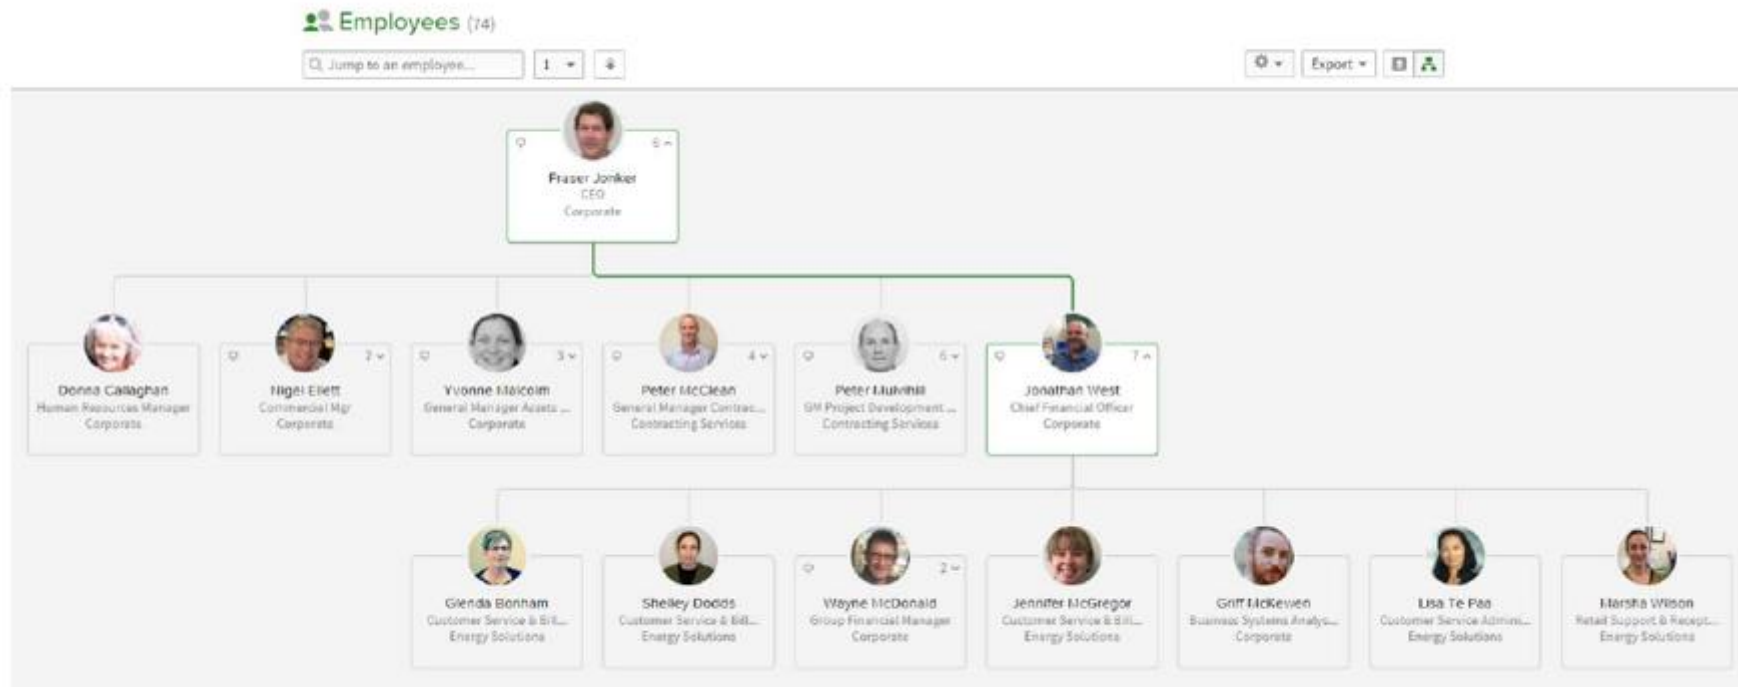 Employees (74)
Jump to an employee...
1
Export
6
Fraser Jonker
CEO
Corporate
Donna Callaghan
Human Resources Manager
Corporate
2
Nigel Ellett
Commercial Mgr
Corporate
3
Yvonne Malcolm
General Manager Assets ...
Corporate
4
Peter McClean
General Manager Contrac...
Contracting Services
6
Peter Mulvihill
GM Project Development ...
Contracting Services
7
Jonathan West
Chief Financial Officer
Corporate
Glenda Bonham
Customer Service & Bill...
Energy Solutions
Shelley Dodds
Customer Service & Bill...
Energy Solutions
2
Wayne McDonald
Group Financial Manager
Corporate
Jennifer McGregor
Customer Service & Bill...
Energy Solutions
Griff McKewen
Business Systems Analys...
Corporate
Lisa Te Paa
Customer Service Admini...
Energy Solutions
Marsha Wilson
Retail Support & Recept...
Energy Solutions